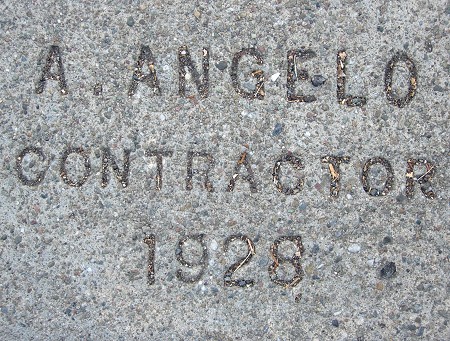 A. ANGELO
CONTRACTOR
1928